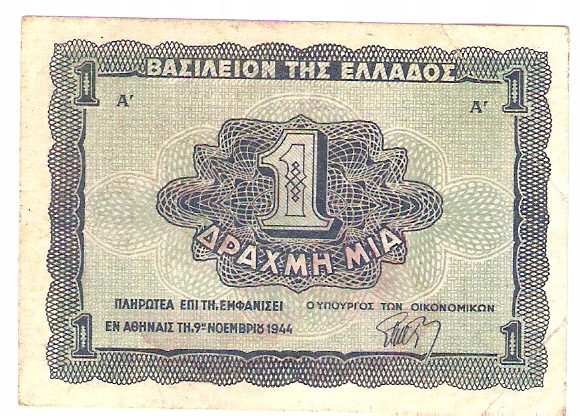 1 ΒΑΣΙΛΕΙΟΝ ΤΗΣ ΕΛΛΑΔΟΣ 1
Α' Α'
1
ΔΡΑΧΜΗ ΜΙΑ
ΠΛΗΡΩΤΕΑ ΕΠΙ ΤΗ, ΕΜΦΑΝΙΣΕΙ Ο ΥΠΟΥΡΓΟΣ ΤΩΝ ΟΙΚΟΝΟΜΙΚΩΝ
ΕΝ ΑΘΗΝΑΙΣ ΤΗ, 9ῃ ΝΟΕΜΒΡΙΟΥ 1944
1 1